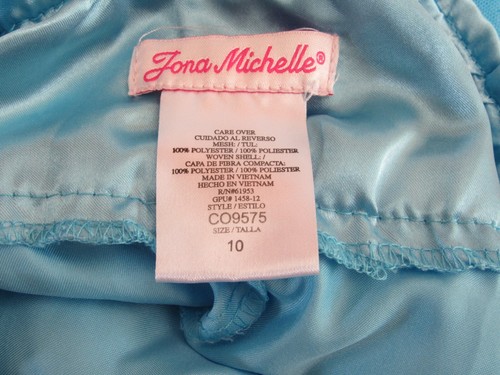 Jona Michelle®
CARE OVER
CUIDADO AL REVERSO
MESH: / TUL:
100% POLYESTER / 100% POLIESTER
WOVEN SHELL: /
CAPA DE FIBRA COMPACTA:
100% POLYESTER / 100% POLIESTER
MADE IN VIETNAM
HECHO EN VIETNAM
R/N#61953
GPU# 1458-12
STYLE / ESTILO
CO9575
SIZE / TALLA
10